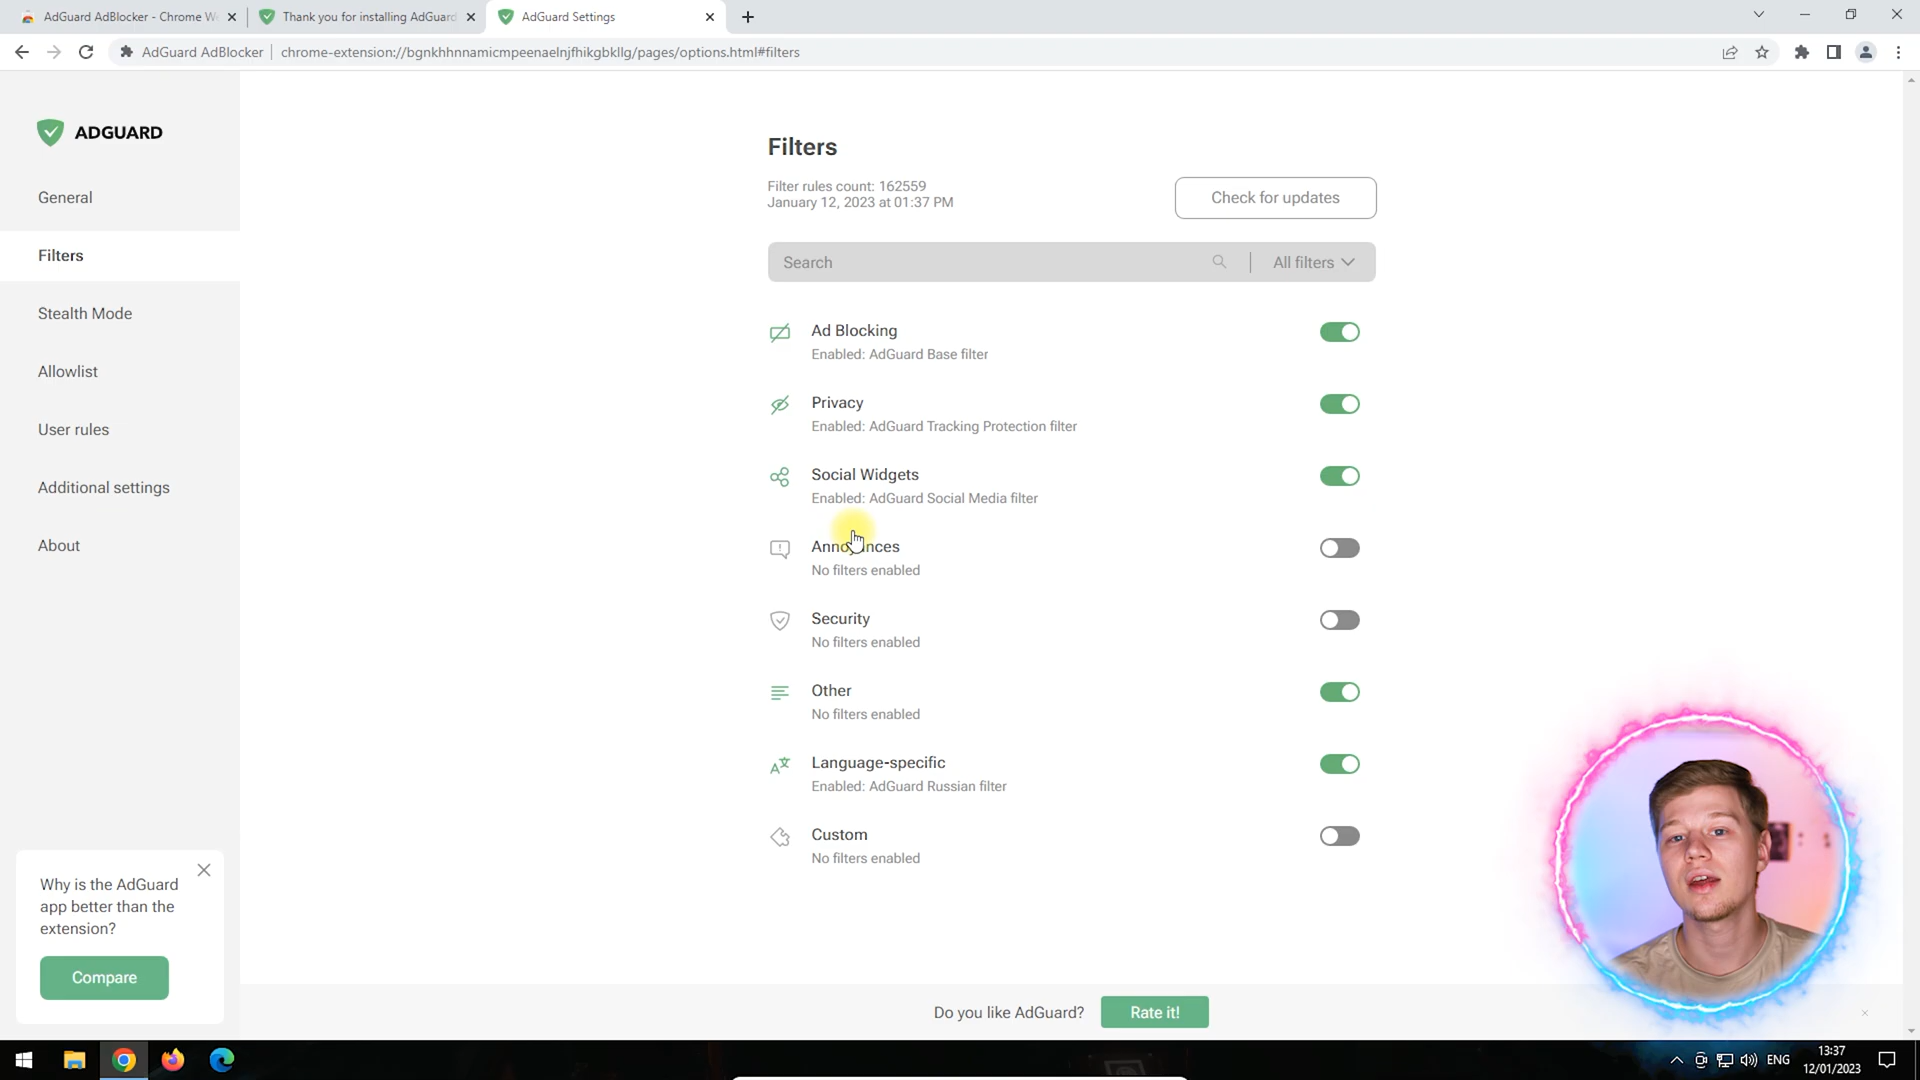 AdGuard AdBlocker - Chrome W
Thank you for installing AdGuard
AdGuard Settings
AdGuard AdBlocker
chrome-extension://bgnkhhnnamicmpeenaelnjfhikgbkllg/pages/options.html#filters
ADGUARD
General
Filters
Stealth Mode
Allowlist
User rules
Additional settings
About
Why is the AdGuard
app better than the
extension?
Compare
Filters
Filter rules count: 162559
January 12, 2023 at 01:37 PM
Check for updates
Search
All filters
Ad Blocking
Enabled: AdGuard Base filter
Privacy
Enabled: AdGuard Tracking Protection filter
Social Widgets
Enabled: AdGuard Social Media filter
Annoyances
No filters enabled
Security
No filters enabled
Other
No filters enabled
Language-specific
Enabled: AdGuard Russian filter
Custom
No filters enabled
Do you like AdGuard?
Rate it!
ENG
13:37
12/01/2023